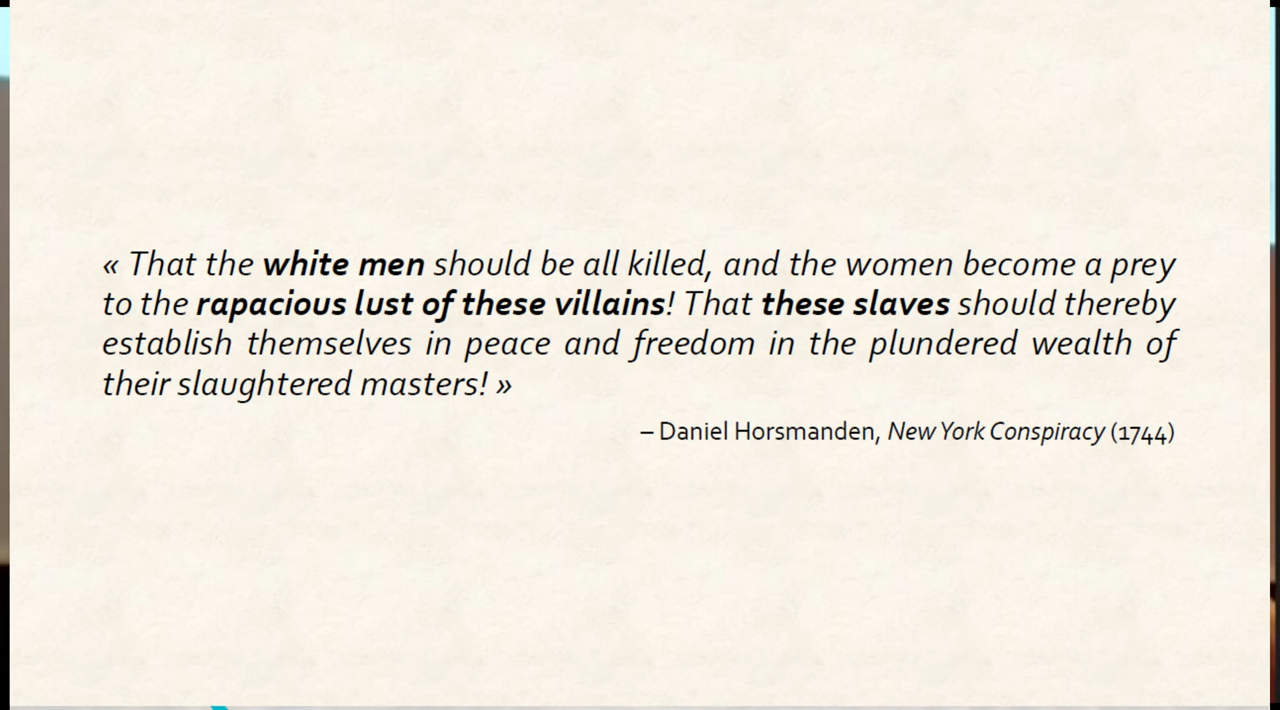 « That the white men should be all killed, and the women become a prey
to the rapacious lust of these villains! That these slaves should thereby
establish themselves in peace and freedom in the plundered wealth of
their slaughtered masters! »
– Daniel Horsmanden, New York Conspiracy (1744)